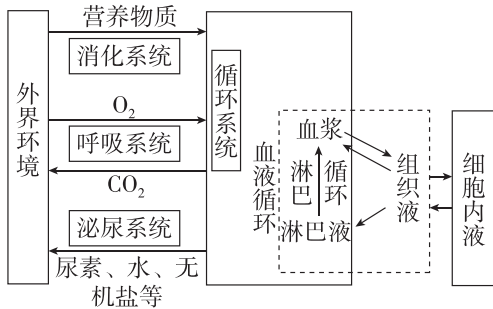 营养物质
消化系统
O₂
呼吸系统
CO₂
泌尿系统
尿素、水、无
机盐等
外界环境
循环系统
血液循环
血浆
淋巴循环
淋巴液
组织液
细胞内液